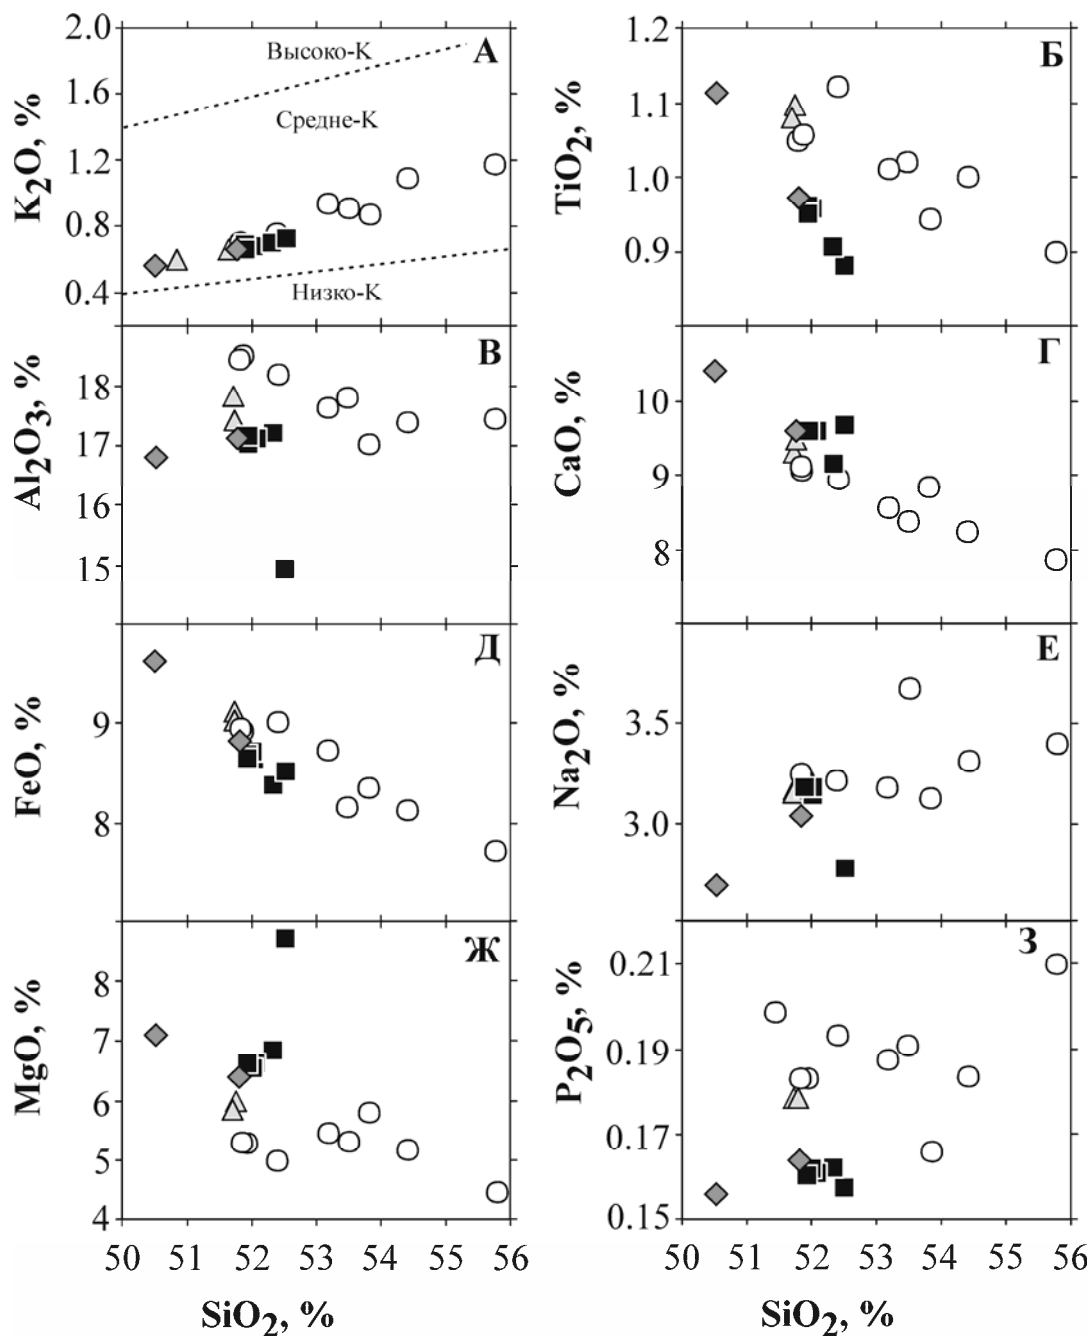 K2O, %
2.0
1.6
1.2
0.8
0.4
А
Высоко-K
Средне-K
Низко-K
TiO2, %
1.2
1.1
1.0
0.9
Б
Al2O3, %
18
17
16
15
В
CaO, %
10
9
8
Г
FeO, %
9
8
Д
Na2O, %
3.5
3.0
Е
MgO, %
8
7
6
5
4
Ж
P2O5, %
0.21
0.19
0.17
0.15
З
50 51 52 53 54 55 56
50 51 52 53 54 55 56
SiO2, %
SiO2, %